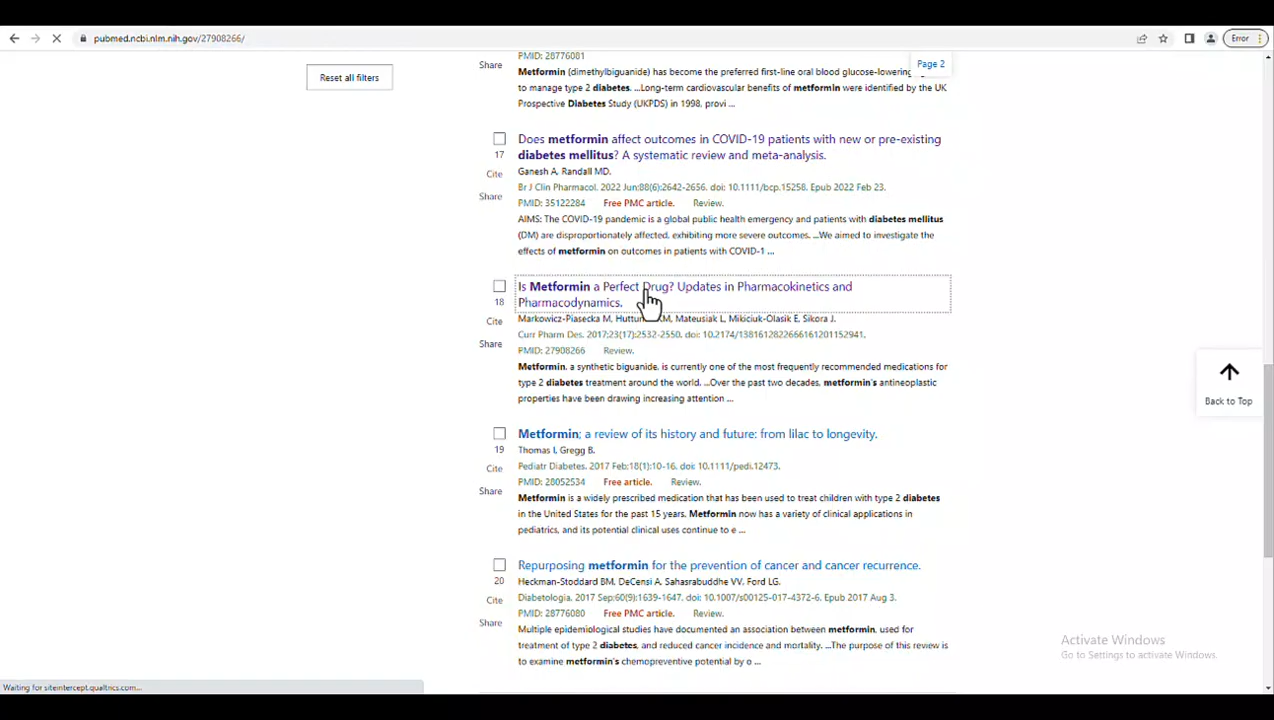 pubmed.ncbi.nlm.nih.gov/27908266/
Error
Reset all filters
Page 2
PMID: 28776081
Share
Metformin (dimethylbiguanide) has become the preferred first-line oral blood glucose-lowering
to manage type 2 diabetes. ...Long-term cardiovascular benefits of metformin were identified by the UK
Prospective Diabetes Study (UKPDS) in 1998, provi ...
Does metformin affect outcomes in COVID-19 patients with new or pre-existing
17
diabetes mellitus? A systematic review and meta-analysis.
Cite
Ganesh A, Randall MD.
Br J Clin Pharmacol. 2022 Jun;88(6):2642-2656. doi: 10.1111/bcp.15258. Epub 2022 Feb 23.
Share
PMID: 35122284 Free PMC article. Review.
AIMS: The COVID-19 pandemic is a global public health emergency and patients with diabetes mellitus
(DM) are disproportionately affected, exhibiting more severe outcomes. ...We aimed to investigate the
effects of metformin on outcomes in patients with COVID-1 ...
Is Metformin a Perfect Drug? Updates in Pharmacokinetics and
18
Pharmacodynamics.
Cite
Markowicz-Piasecka M, M, Mateusiak L, Mikiciuk-Olasik E, Sikora J.
Curr Pharm Des. 2017;23(17):2532-2550. doi: 10.2174/1381612822666161201152941.
Share
PMID: 27908266 Review.
Metformin, a synthetic biguanide, is currently one of the most frequently recommended medications for
type 2 diabetes treatment around the world. ...Over the past two decades, metformin's antineoplastic
properties have been drawing increasing attention ...
Metformin; a review of its history and future: from lilac to longevity.
19
Thomas I, Gregg B.
Cite
Pediatr Diabetes. 2017 Feb;18(1):10-16. doi: 10.1111/pedi.12473.
PMID: 28052534 Free article. Review.
Share
Metformin is a widely prescribed medication that has been used to treat children with type 2 diabetes
in the United States for the past 15 years. Metformin now has a variety of clinical applications in
pediatrics, and its potential clinical uses continue to e ...
Repurposing metformin for the prevention of cancer and cancer recurrence.
20
Heckman-Stoddard BM, DeCensi A, Sahasrabuddhe VV, Ford LG.
Cite
Diabetologia. 2017 Sep;60(9):1639-1647. doi: 10.1007/s00125-017-4372-6. Epub 2017 Aug 3.
PMID: 28776080 Free PMC article. Review.
Share
Multiple epidemiological studies have documented an association between metformin, used for
treatment of type 2 diabetes, and reduced cancer incidence and mortality. ...The purpose of this review is
to examine metformin's chemopreventive potential by o ...
Back to Top
Activate Windows
Go to Settings to activate Windows.
Waiting for siteintercept.qualtrics.com...